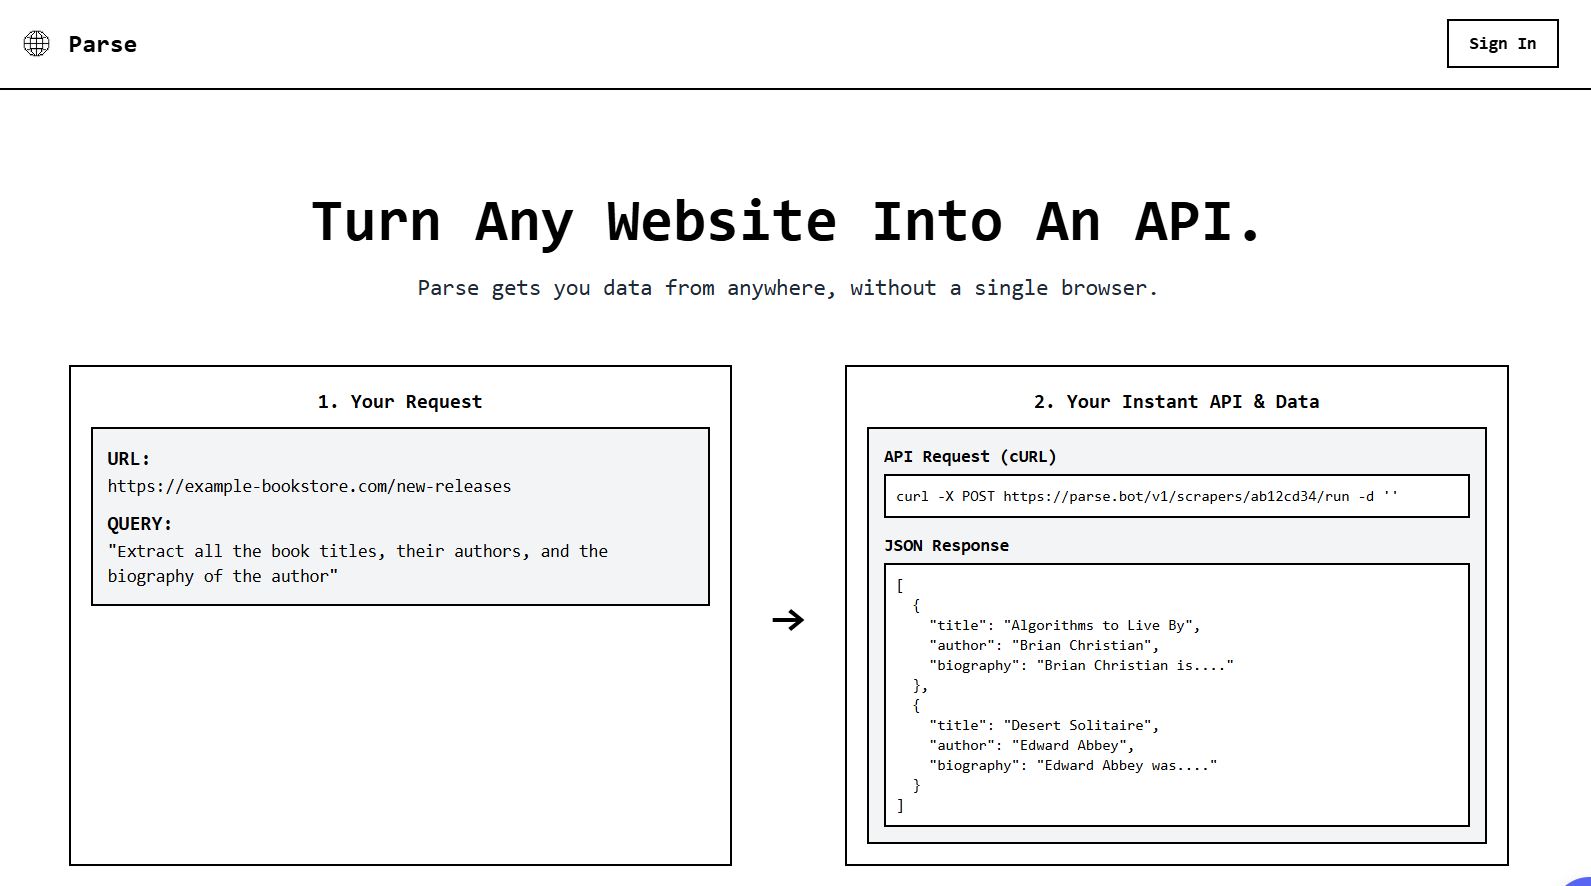 Parse
Sign In
Turn Any Website Into An API.
Parse gets you data from anywhere, without a single browser.
1. Your Request
URL:
https://example-bookstore.com/new-releases
QUERY:
"Extract all the book titles, their authors, and the
biography of the author"
→
2. Your Instant API & Data
API Request (cURL)
curl -X POST https://parse.bot/v1/scrapers/ab12cd34/run -d ''
JSON Response
[
  {
    "title": "Algorithms to Live By",
    "author": "Brian Christian",
    "biography": "Brian Christian is...."
  },
  {
    "title": "Desert Solitaire",
    "author": "Edward Abbey",
    "biography": "Edward Abbey was...."
  }
]